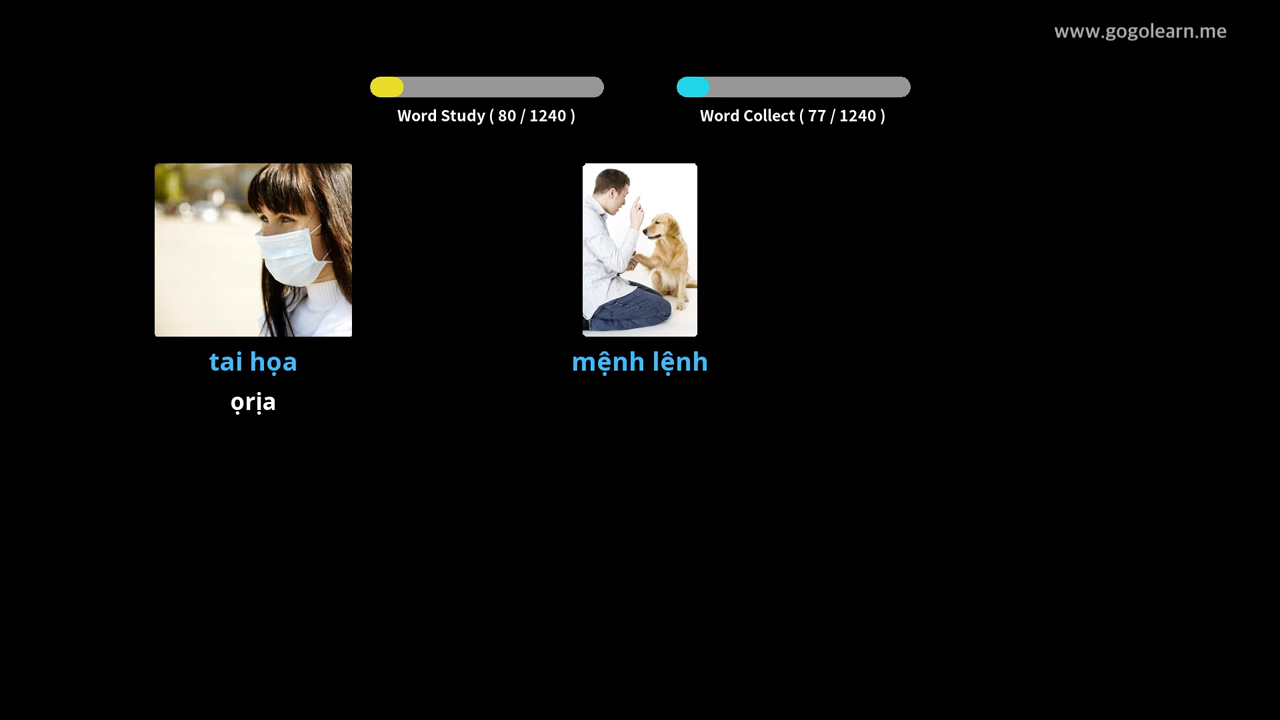 www.gogolearn.me
Word Study ( 80 / 1240 )
Word Collect ( 77 / 1240 )
tai họa
mệnh lệnh
ọrịa